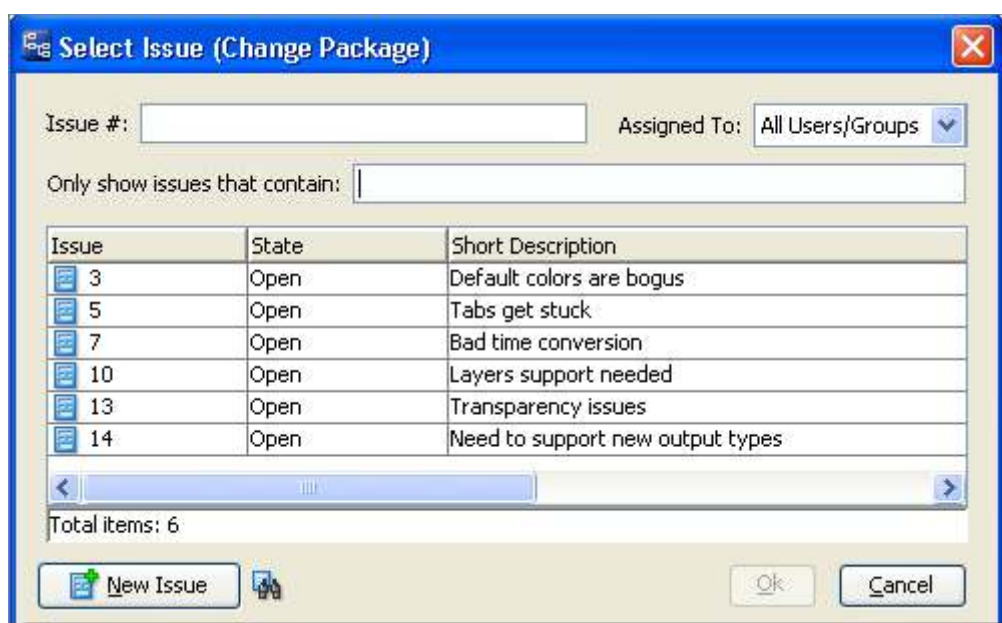 Select Issue (Change Package)
Issue #: Assigned To: All Users/Groups
Only show issues that contain:
Issue State Short Description
3 Open Default colors are bogus
5 Open Tabs get stuck
7 Open Bad time conversion
10 Open Layers support needed
13 Open Transparency issues
14 Open Need to support new output types
Total items: 6
New Issue Ok Cancel